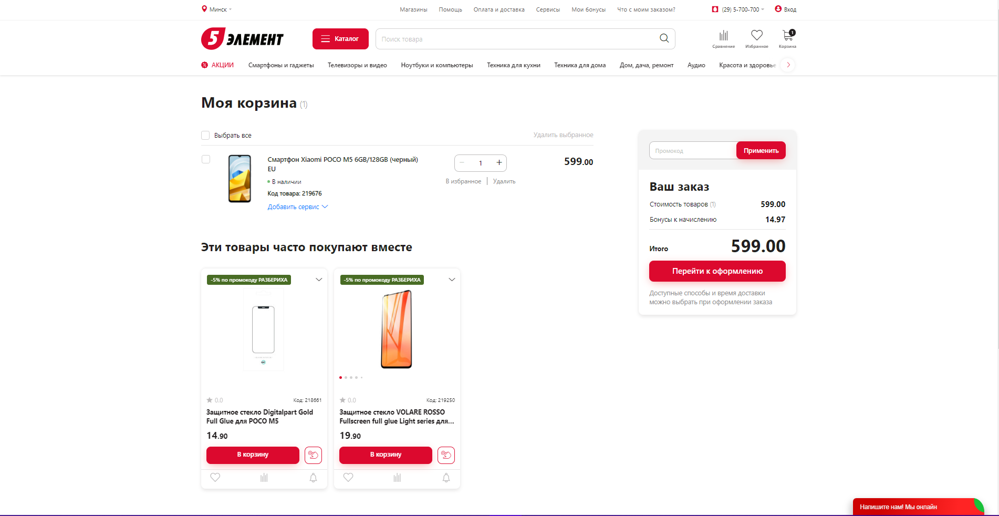 Минск
Магазины
Помощь
Оплата и доставка
Сервисы
Мои бонусы
Что с моим заказом?
(29) 5-700-700
Вход
5 ЭЛЕМЕНТ
Каталог
Поиск товара
Сравнение
Избранное
1
Корзина
АКЦИИ
Смартфоны и гаджеты
Телевизоры и видео
Ноутбуки и компьютеры
Техника для кухни
Техника для дома
Дом, дача, ремонт
Аудио
Красота и здоровье
Моя корзина (1)
Выбрать все
Удалить выбранное
Смартфон Xiaomi POCO M5 6GB/128GB (черный)
EU
В наличии
Код товара: 219676
Добавить сервис
1
В избранное
Удалить
599.00
Промокод
Применить
Ваш заказ
Стоимость товаров (1) 599.00
Бонусы к начислению 14.97
Итого 599.00
Перейти к оформлению
Доступные способы и время доставки
можно выбрать при оформлении заказа
Эти товары часто покупают вместе
-5% по промокоду РАЗБЕРИХА
0.0
Код: 218661
Защитное стекло Digitalpart Gold
Full Glue для POCO M5
14.90
В корзину
-5% по промокоду РАЗБЕРИХА
0.0
Код: 219250
Защитное стекло VOLARE ROSSO
Fullscreen full glue Light series для...
19.90
В корзину
Напишите нам! Мы онлайн